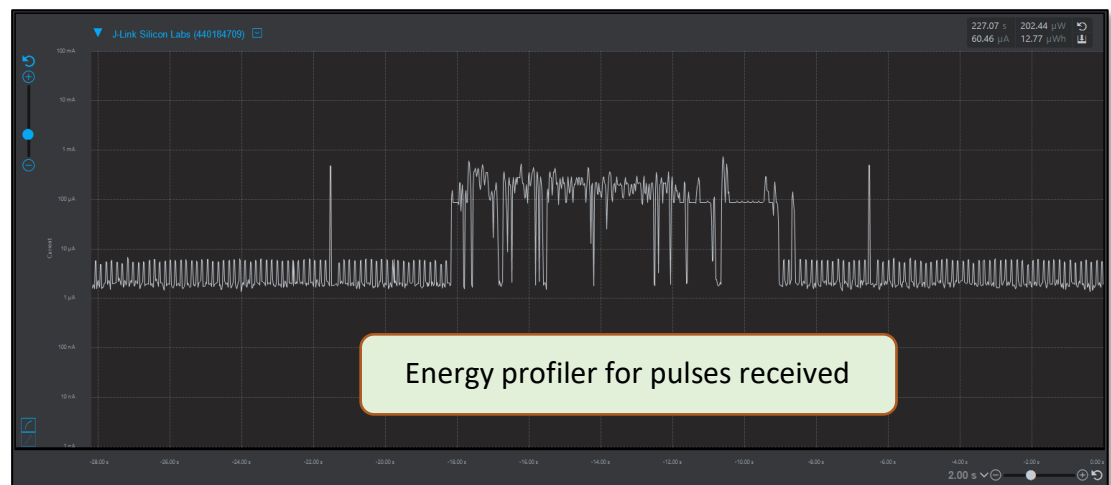 J-Link Silicon Labs (440184709)
227.07 s 202.44 µW
60.46 µA 12.77 µWh
100 mA
10 mA
1 mA
100 µA
10 µA
Current
1 µA
100 nA
10 nA
1 nA
Energy profiler for pulses received
-28.00 s -26.00 s -24.00 s -22.00 s -20.00 s -18.00 s -16.00 s -14.00 s -12.00 s -10.00 s -8.00 s -6.00 s -4.00 s -2.00 s 0.00 s
2.00 s